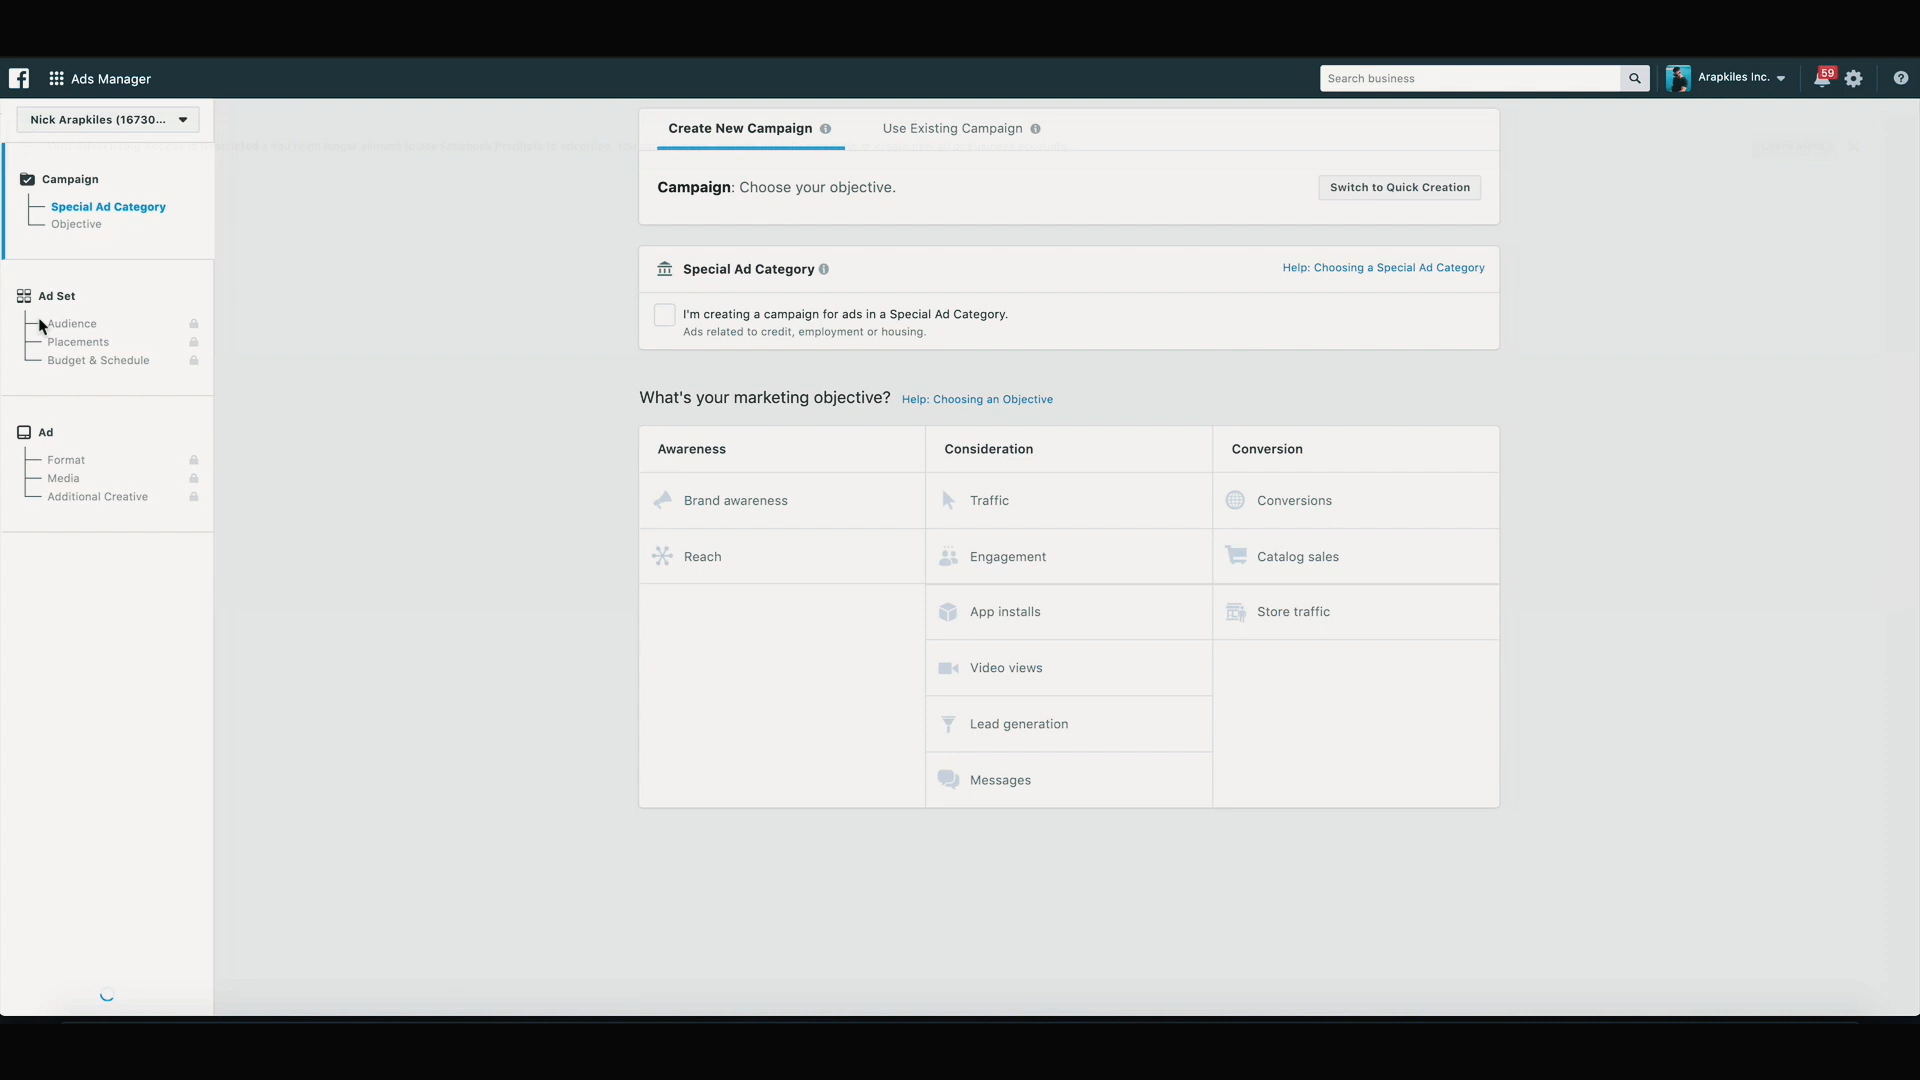 Ads Manager
Search business
Arapkiles Inc.
59
Nick Arapkiles (16730...
Create New Campaign
Use Existing Campaign
Campaign: Choose your objective.
Switch to Quick Creation
Campaign
Special Ad Category
Objective
Ad Set
Audience
Placements
Budget & Schedule
Ad
Format
Media
Additional Creative
Special Ad Category
Help: Choosing a Special Ad Category
I'm creating a campaign for ads in a Special Ad Category.
Ads related to credit, employment or housing.
What's your marketing objective?
Help: Choosing an Objective
Awareness
Consideration
Conversion
Brand awareness
Traffic
Conversions
Reach
Engagement
Catalog sales
App installs
Store traffic
Video views
Lead generation
Messages